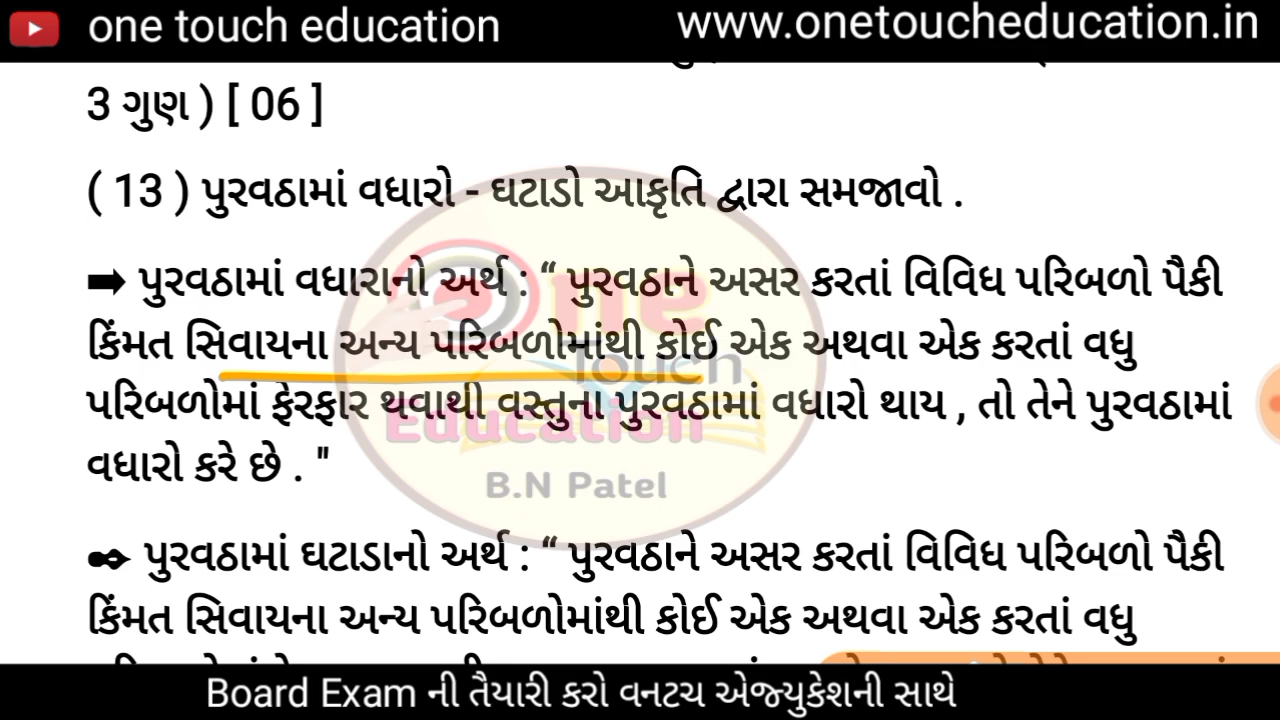 one touch education
www.onetoucheducation.in
3 ગુણ ) [ 06 ]
( 13 ) પુરવઠામાં વધારો - ઘટાડો આકૃતિ દ્વારા સમજાવો .
➡ પુરવઠામાં વધારાનો અર્થ : “ પુરવઠાને અસર કરતાં વિવિધ પરિબળો પૈકી
કિંમત સિવાયના અન્ય પરિબળોમાંથી કોઈ એક અથવા એક કરતાં વધુ
પરિબળોમાં ફેરફાર થવાથી વસ્તુના પુરવઠામાં વધારો થાય , તો તેને પુરવઠામાં
વધારો કરે છે . "
One
Touch
Education
B.N Patel
➨ પુરવઠામાં ઘટાડાનો અર્થ : “ પુરવઠાને અસર કરતાં વિવિધ પરિબળો પૈકી
કિંમત સિવાયના અન્ય પરિબળોમાંથી કોઈ એક અથવા એક કરતાં વધુ
Board Exam ની તૈયારી કરો વનટચ એજ્યુકેશની સાથે